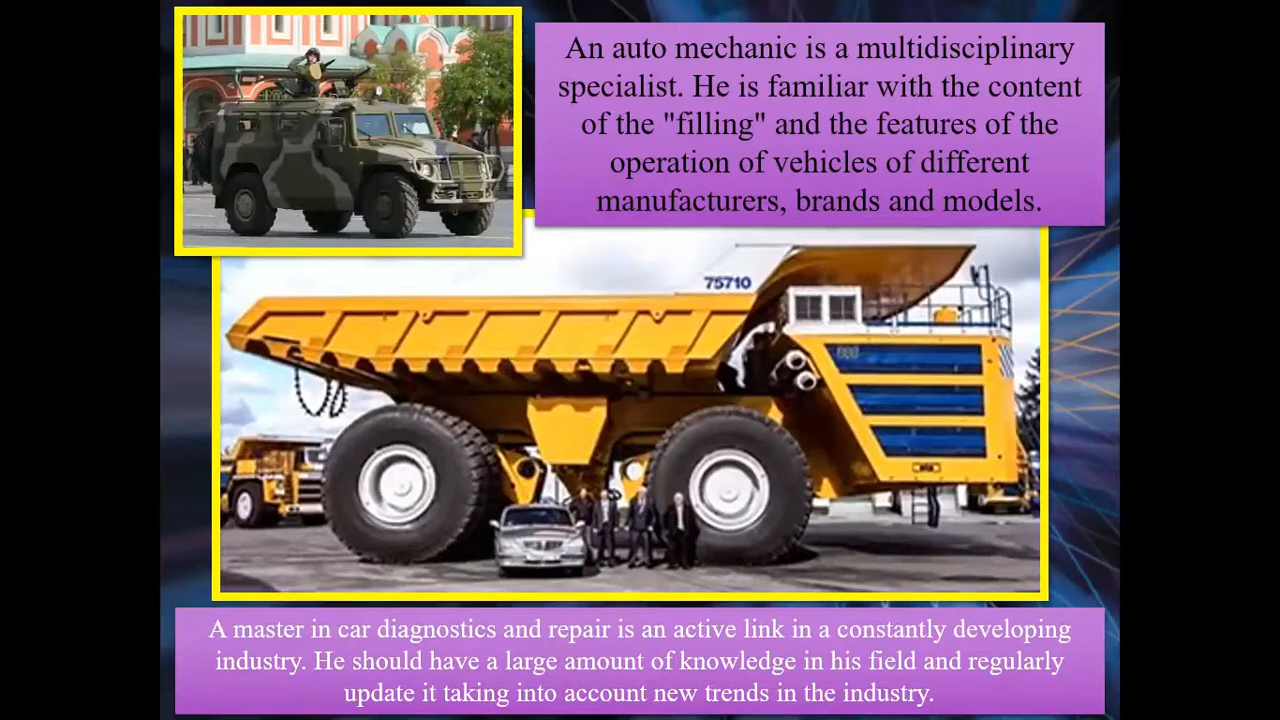 An auto mechanic is a multidisciplinary
specialist. He is familiar with the content
of the "filling" and the features of the
operation of vehicles of different
manufacturers, brands and models.
75710
A master in car diagnostics and repair is an active link in a constantly developing
industry. He should have a large amount of knowledge in his field and regularly
update it taking into account new trends in the industry.